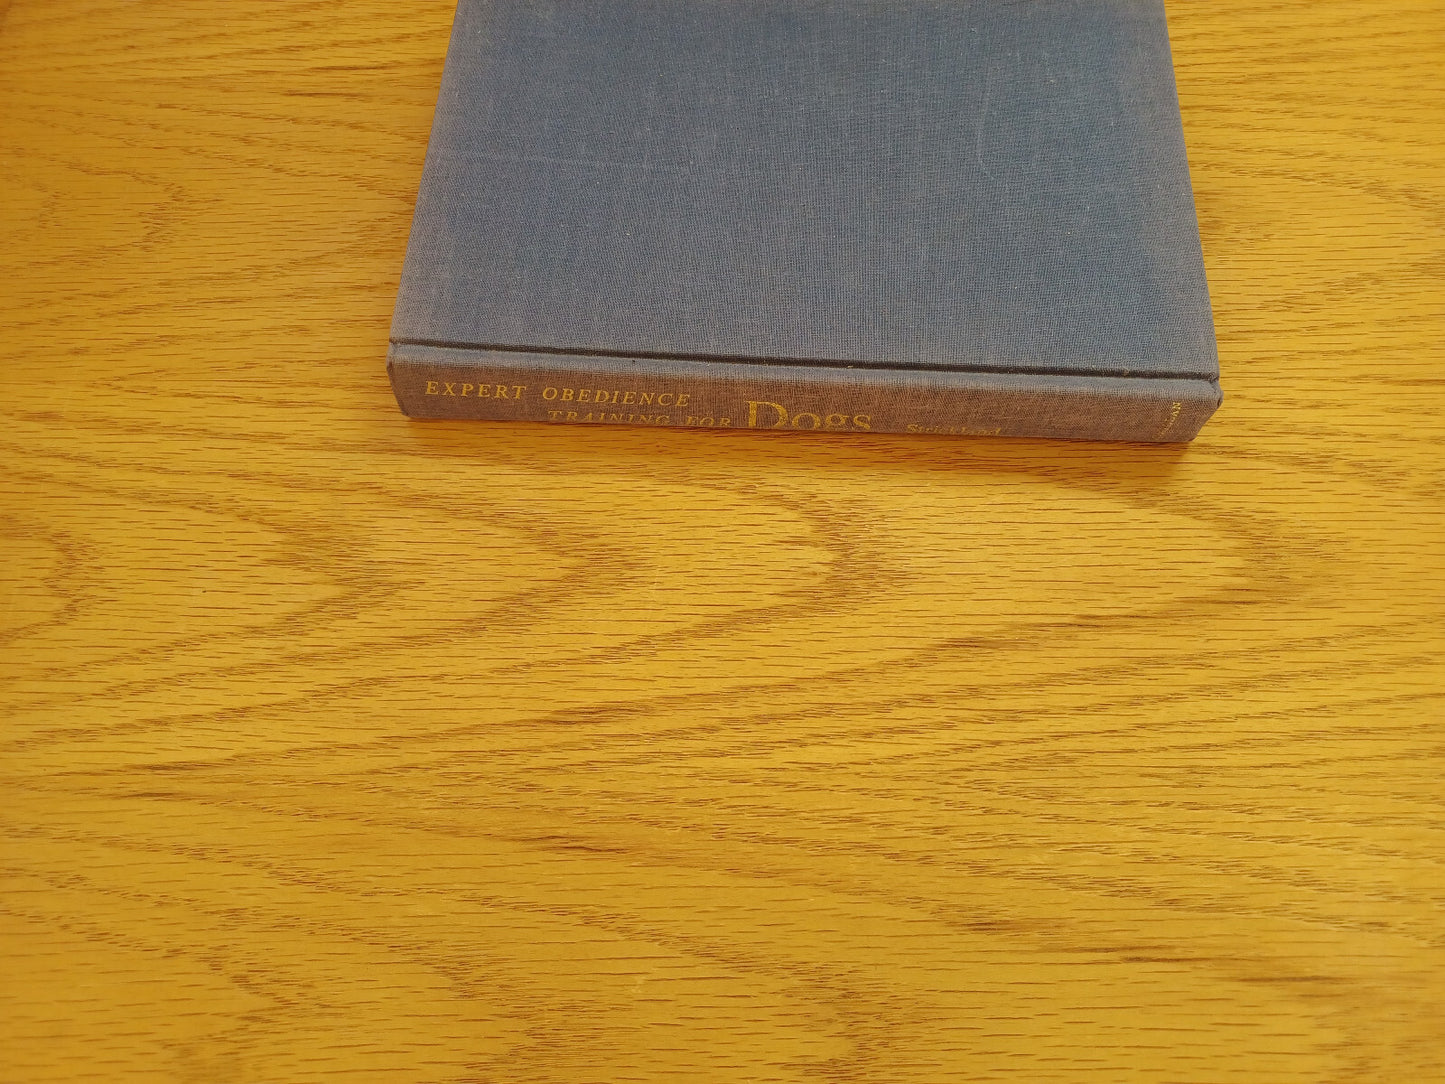 EXPERT OBEDIENCE
TRAINING FOR Dogs Strickland